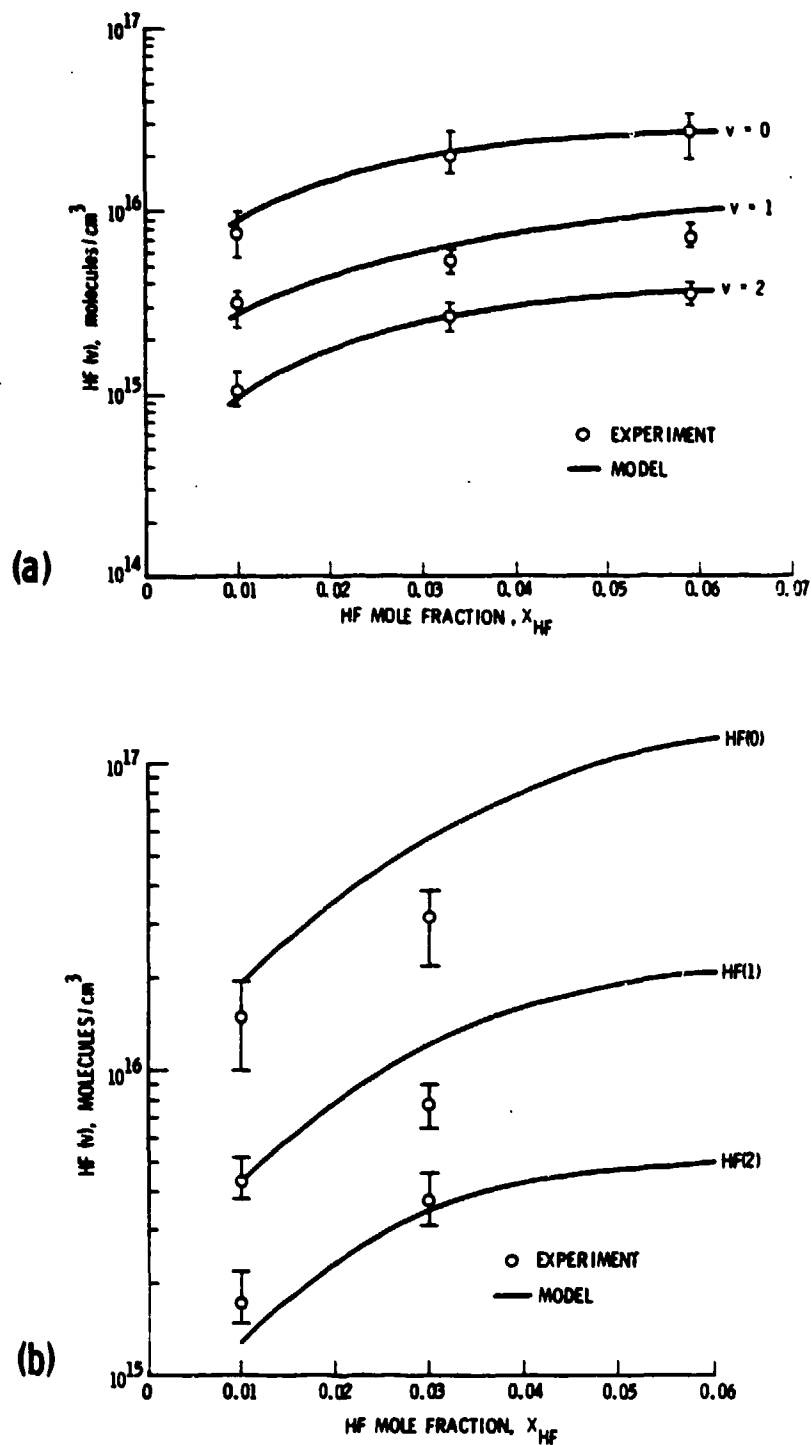 10^17
v = 0
10^16
v = 1
HF (v), molecules/cm^3
v = 2
10^15
EXPERIMENT
MODEL
(a)
10^14
0 0.01 0.02 0.03 0.04 0.05 0.06 0.07
HF MOLE FRACTION, X_HF
HF(0)
10^17
HF(1)
HF (v), MOLECULES/CM^3
10^16
HF(2)
EXPERIMENT
MODEL
(b)
10^15
0 0.01 0.02 0.03 0.04 0.05 0.06
HF MOLE FRACTION, X_HF